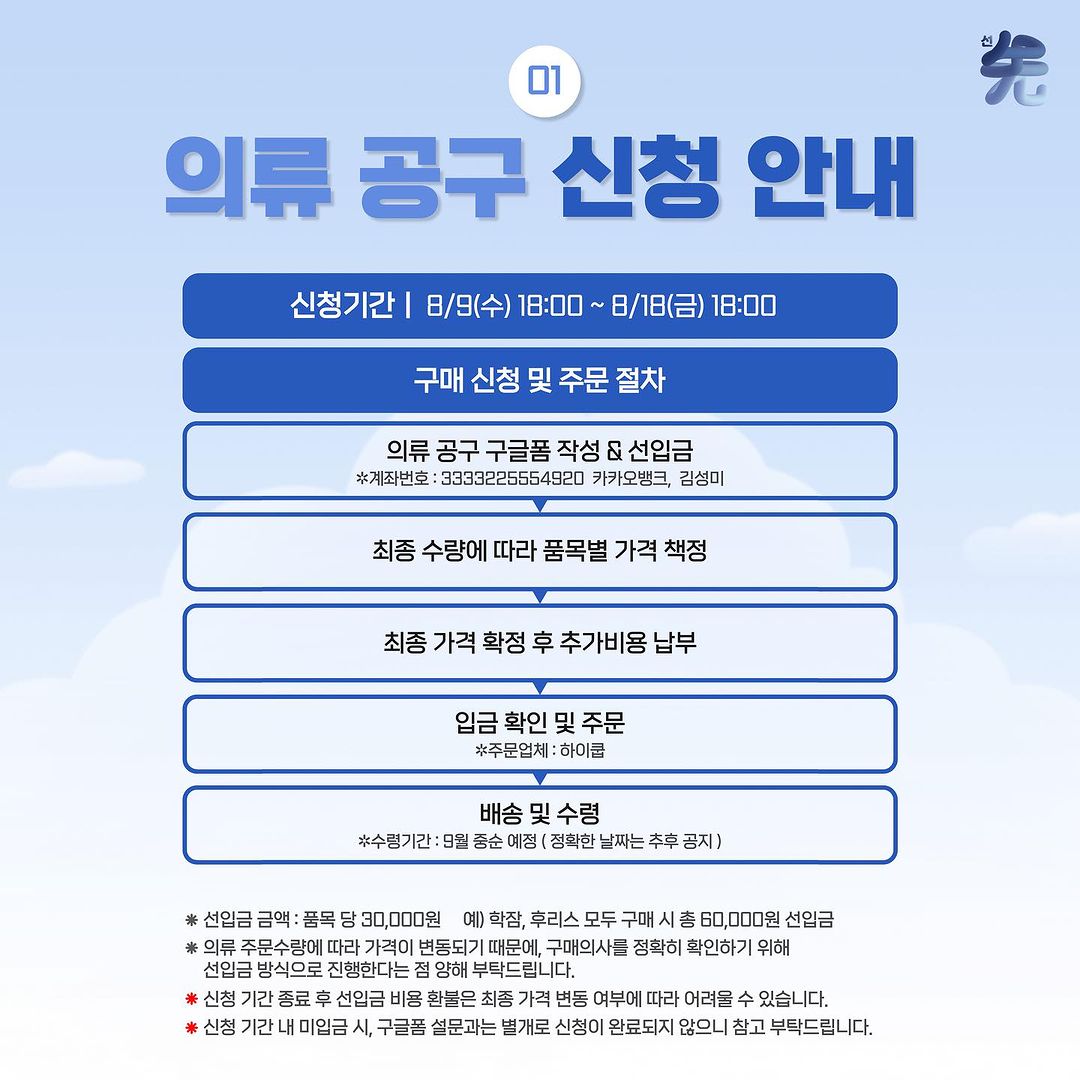 선
先
01
의류 공구 신청 안내
신청기간 | 8/9(수) 18:00 ~ 8/18(금) 18:00
구매 신청 및 주문 절차
의류 공구 구글폼 작성 & 선입금
*계좌번호 : 3333225554920 카카오뱅크, 김성미
최종 수량에 따라 품목별 가격 책정
최종 가격 확정 후 추가비용 납부
입금 확인 및 주문
*주문업체 : 하이쿱
배송 및 수령
*수령기간 : 9월 중순 예정 ( 정확한 날짜는 추후 공지 )
* 선입금 금액 : 품목 당 30,000원 예) 학잠, 후리스 모두 구매 시 총 60,000원 선입금
* 의류 주문수량에 따라 가격이 변동되기 때문에, 구매의사를 정확히 확인하기 위해
선입금 방식으로 진행한다는 점 양해 부탁드립니다.
* 신청 기간 종료 후 선입금 비용 환불은 최종 가격 변동 여부에 따라 어려울 수 있습니다.
* 신청 기간 내 미입금 시, 구글폼 설문과는 별개로 신청이 완료되지 않으니 참고 부탁드립니다.